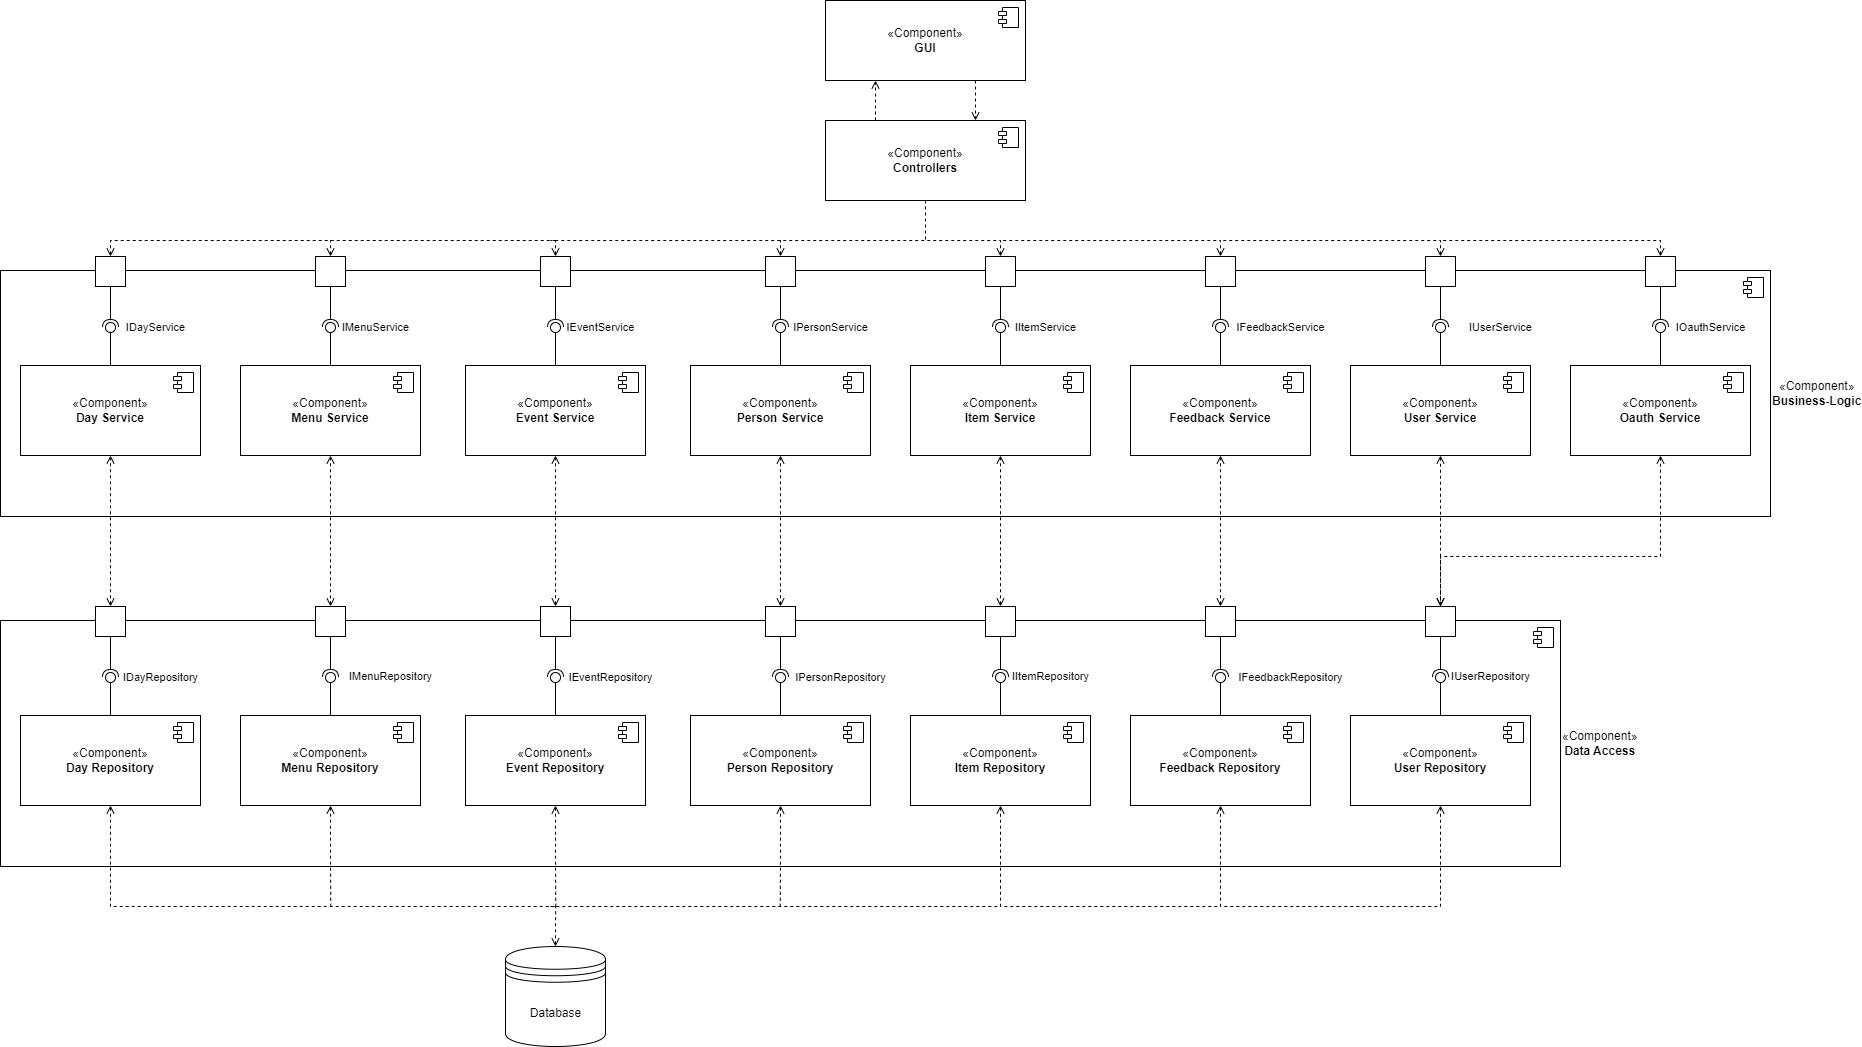 «Component»
GUI
«Component»
Controllers
IDayService
IMenuService
IEventService
IPersonService
IItemService
IFeedbackService
IUserService
IOauthService
«Component»
Day Service
«Component»
Menu Service
«Component»
Event Service
«Component»
Person Service
«Component»
Item Service
«Component»
Feedback Service
«Component»
User Service
«Component»
Oauth Service
«Component»
Business-Logic
IDayRepository
IMenuRepository
IEventRepository
IPersonRepository
IItemRepository
IFeedbackRepository
IUserRepository
«Component»
Day Repository
«Component»
Menu Repository
«Component»
Event Repository
«Component»
Person Repository
«Component»
Item Repository
«Component»
Feedback Repository
«Component»
User Repository
«Component»
Data Access
Database